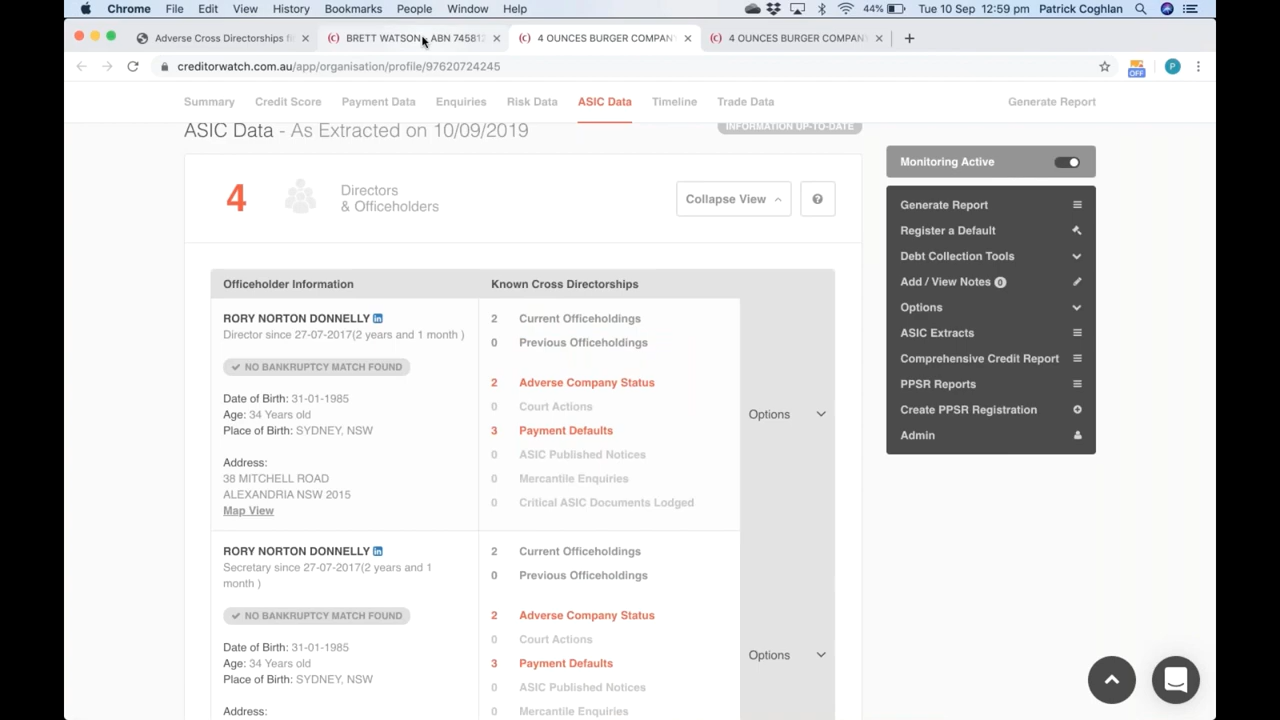 Chrome File Edit View History Bookmarks People Window Help 44% Tue 10 Sep 12:59 pm Patrick Coghlan
Adverse Cross Directorships fi BRETT WATSON - ABN 745812 4 OUNCES BURGER COMPAN 4 OUNCES BURGER COMPAN
creditorwatch.com.au/app/organisation/profile/97620724245 OFF P
Summary Credit Score Payment Data Enquiries Risk Data ASIC Data Timeline Trade Data Generate Report
ASIC Data - As Extracted on 10/09/2019 INFORMATION UP-TO-DATE
4 Directors
& Officeholders
Collapse View ?
Monitoring Active
Generate Report
Register a Default
Debt Collection Tools
Add / View Notes 0
Options
ASIC Extracts
Comprehensive Credit Report
PPSR Reports
Create PPSR Registration
Admin
Officeholder Information Known Cross Directorships
RORY NORTON DONNELLY in
Director since 27-07-2017(2 years and 1 month )
NO BANKRUPTCY MATCH FOUND
Date of Birth: 31-01-1985
Age: 34 Years old
Place of Birth: SYDNEY, NSW
Address:
38 MITCHELL ROAD
ALEXANDRIA NSW 2015
Map View
2 Current Officeholdings
0 Previous Officeholdings
2 Adverse Company Status
0 Court Actions
3 Payment Defaults
0 ASIC Published Notices
0 Mercantile Enquiries
0 Critical ASIC Documents Lodged
Options
RORY NORTON DONNELLY in
Secretary since 27-07-2017(2 years and 1
month )
NO BANKRUPTCY MATCH FOUND
Date of Birth: 31-01-1985
Age: 34 Years old
Place of Birth: SYDNEY, NSW
Address:
2 Current Officeholdings
0 Previous Officeholdings
2 Adverse Company Status
0 Court Actions
3 Payment Defaults
0 ASIC Published Notices
0 Mercantile Enquiries
Options